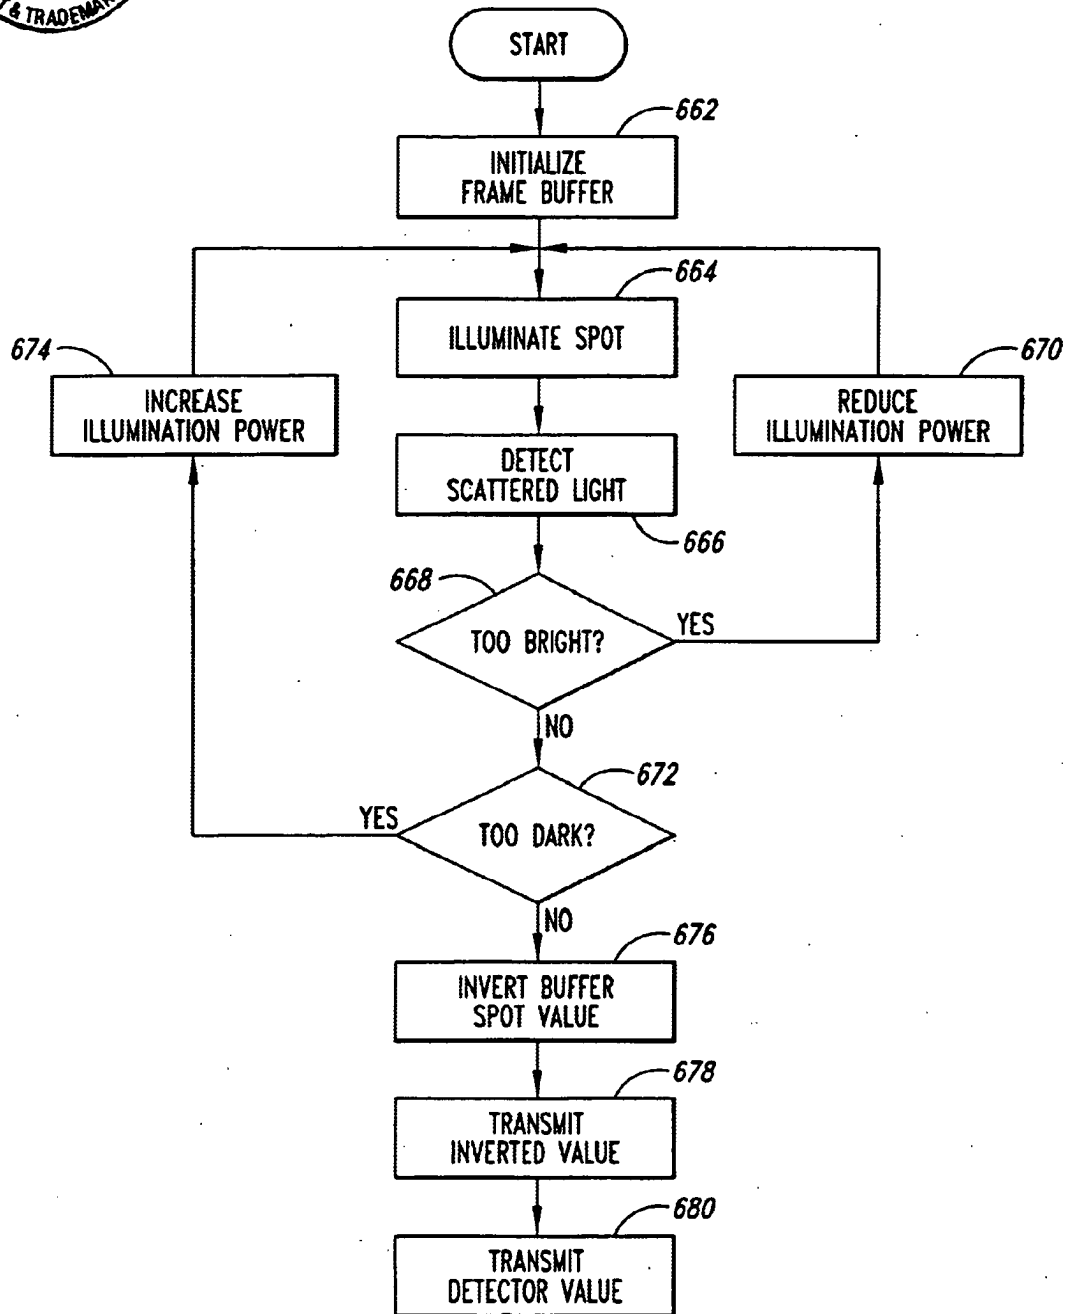 & TRADEMARK
START
662
INITIALIZE
FRAME BUFFER
664
ILLUMINATE SPOT
674
INCREASE
ILLUMINATION POWER
670
REDUCE
ILLUMINATION POWER
DETECT
SCATTERED LIGHT
666
668
TOO BRIGHT?
YES
NO
672
YES
TOO DARK?
NO
676
INVERT BUFFER
SPOT VALUE
678
TRANSMIT
INVERTED VALUE
680
TRANSMIT
DETECTOR VALUE